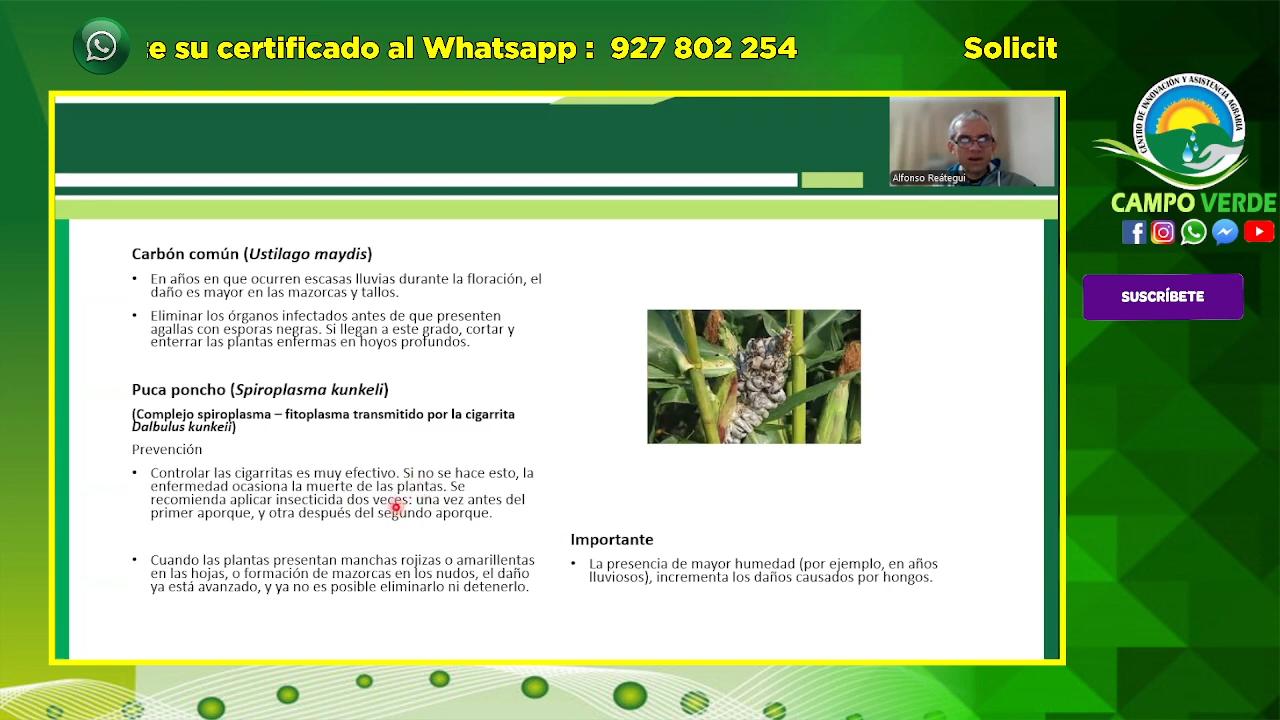 te su certificado al Whatsapp : 927 802 254
Solicit
Alfonso Reátegui
CENTRO DE INNOVACIÓN Y ASISTENCIA AGRARIA
CAMPO VERDE
SUSCRÍBETE
Carbón común (Ustilago maydis)
• En años en que ocurren escasas lluvias durante la floración, el
daño es mayor en las mazorcas y tallos.
• Eliminar los órganos infectados antes de que presenten
agallas con esporas negras. Si llegan a este grado, cortar y
enterrar las plantas enfermas en hoyos profundos.
Puca poncho (Spiroplasma kunkeli)
(Complejo spiroplasma – fitoplasma transmitido por la cigarrita
Dalbulus kunkeii)
Prevención
• Controlar las cigarritas es muy efectivo. Si no se hace esto, la
enfermedad ocasiona la muerte de las plantas. Se
recomienda aplicar insecticida dos veces: una vez antes del
primer aporque, y otra después del segundo aporque.
• Cuando las plantas presentan manchas rojizas o amarillentas
en las hojas, o formación de mazorcas en los nudos, el daño
ya está avanzado, y ya no es posible eliminarlo ni detenerlo.
Importante
• La presencia de mayor humedad (por ejemplo, en años
lluviosos), incrementa los daños causados por hongos.